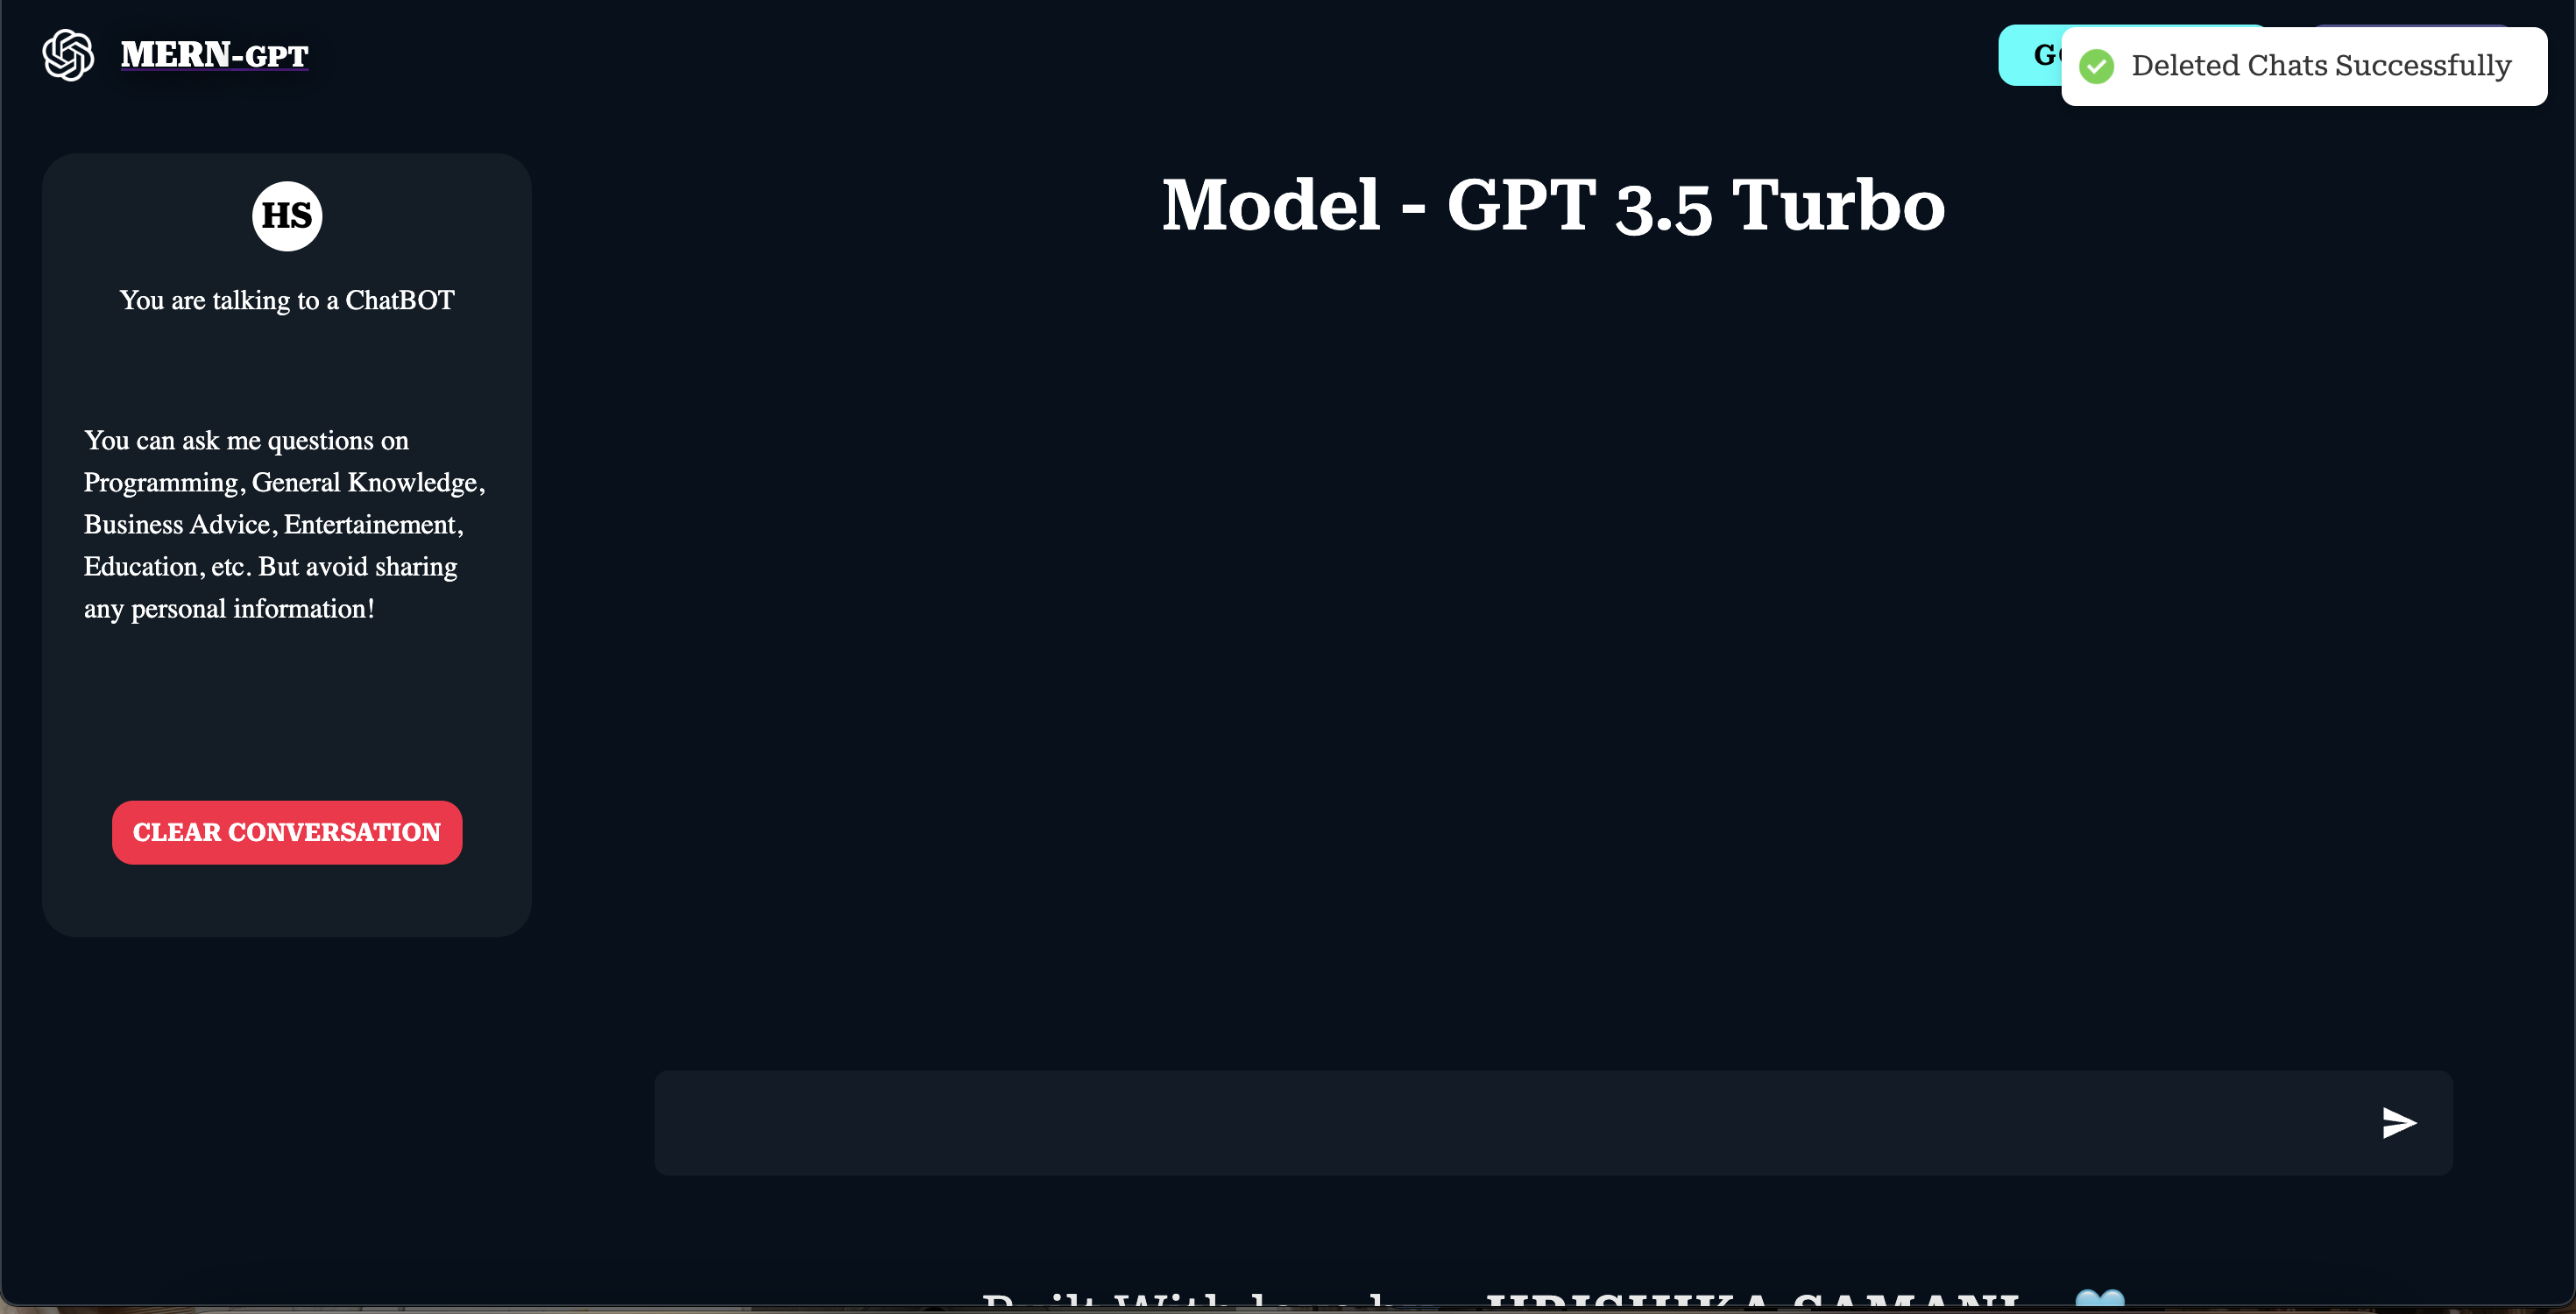 MERN-GPT
Deleted Chats Successfully
HS
Model - GPT 3.5 Turbo
You are talking to a ChatBOT
You can ask me questions on
Programming, General Knowledge,
Business Advice, Entertainement,
Education, etc. But avoid sharing
any personal information!
CLEAR CONVERSATION